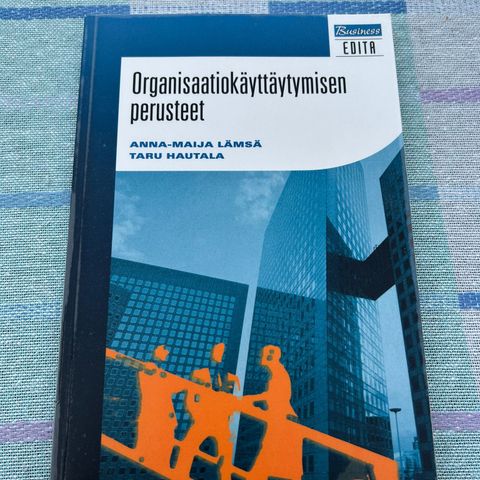 Business
EDITA
Organisaatiokäyttäytymisen
perusteet
ANNA-MAIJA LÄMSÄ
TARU HAUTALA